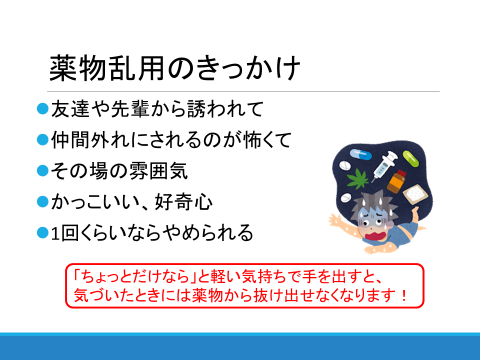 薬物乱用のきっかけ
●友達や先輩から誘われて
●仲間外れにされるのが怖くて
●その場の雰囲気
●かっこいい、好奇心
●1回くらいならやめられる
「ちょっとだけなら」と軽い気持ちで手を出すと、
気づいたときには薬物から抜け出せなくなります！